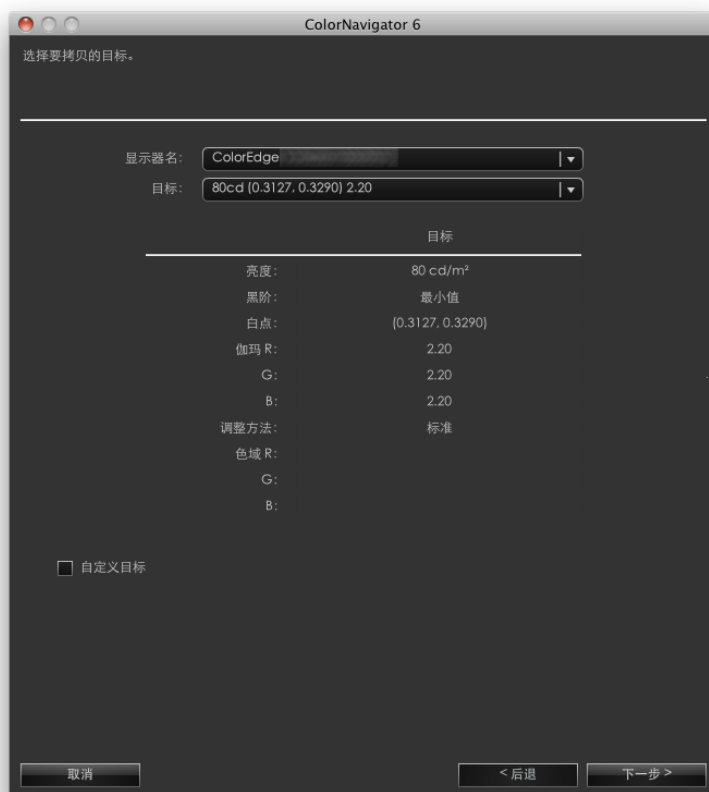 ColorNavigator 6
选择要拷贝的目标。
显示器名: ColorEdge
目标: 80cd (0.3127, 0.3290) 2.20
目标
亮度: 80 cd/m²
黑阶: 最小值
白点: (0.3127, 0.3290)
伽玛 R: 2.20
G: 2.20
B: 2.20
调整方法: 标准
色域 R:
G:
B:
自定义目标
取消 < 后退 下一步 >